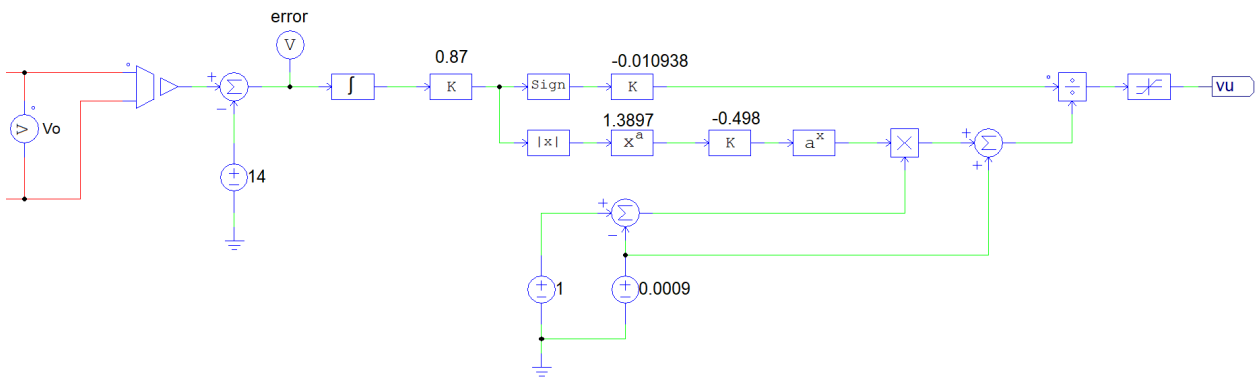 error
V
0.87
-0.010938
∫
K
Sign
K
÷
vu
V
Vo
Σ
14
1.3897
-0.498
|x|
x^a
K
a^x
×
Σ
Σ
1
0.0009